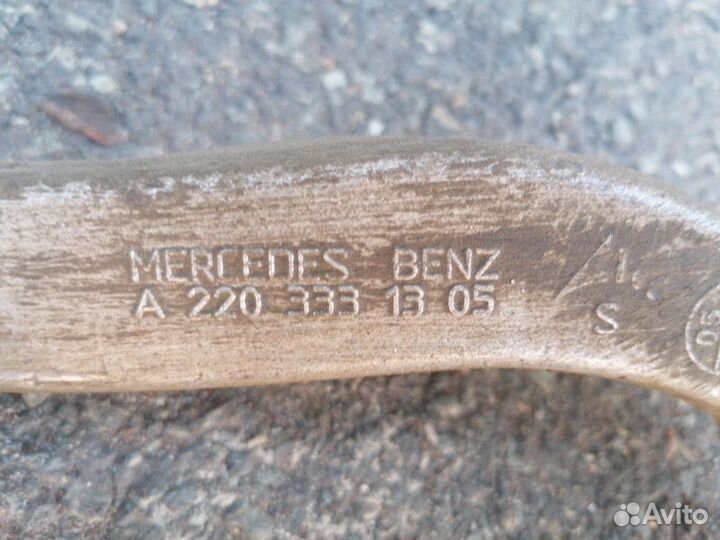 MERCEDES BENZ
A 220 333 13 05
S
Avito